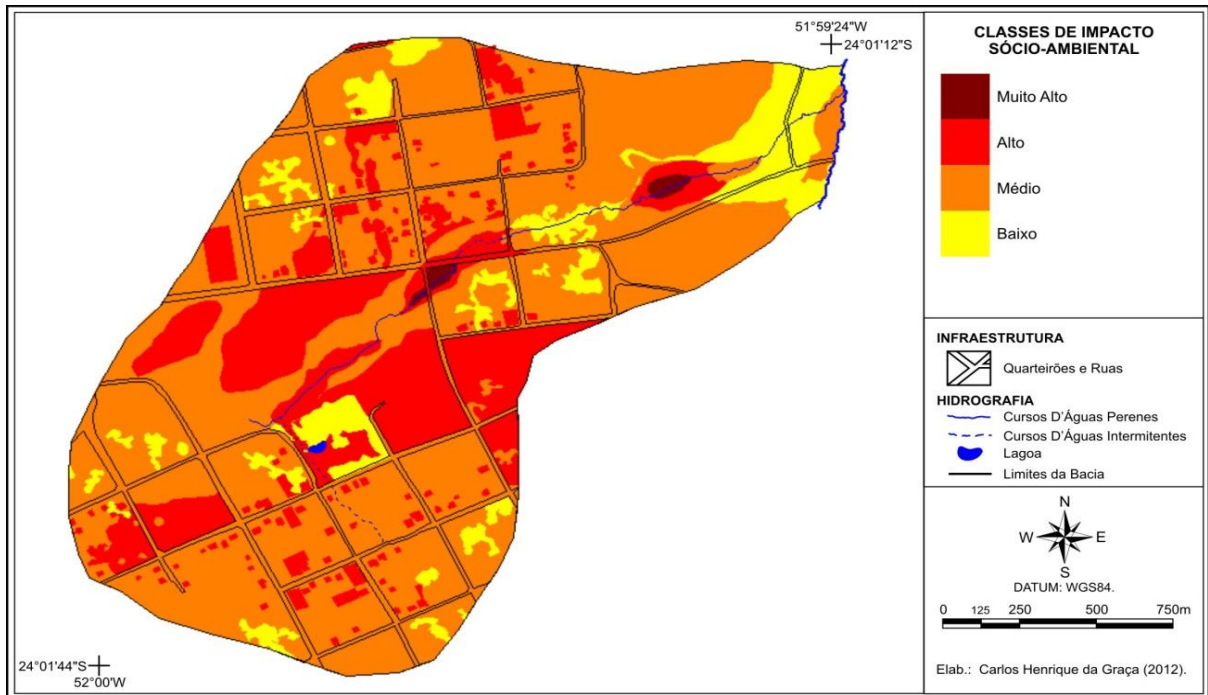 51°59'24"W
24°01'12"S
24°01'44"S
52°00'W
CLASSES DE IMPACTO
SÓCIO-AMBIENTAL
Muito Alto
Alto
Médio
Baixo
INFRAESTRUTURA
Quarteirões e Ruas
HIDROGRAFIA
Cursos D'Águas Perenes
Cursos D'Águas Intermitentes
Lagoa
Limites da Bacia
N
W E
S
DATUM: WGS84.
0 125 250 500 750m
Elab.: Carlos Henrique da Graça (2012).